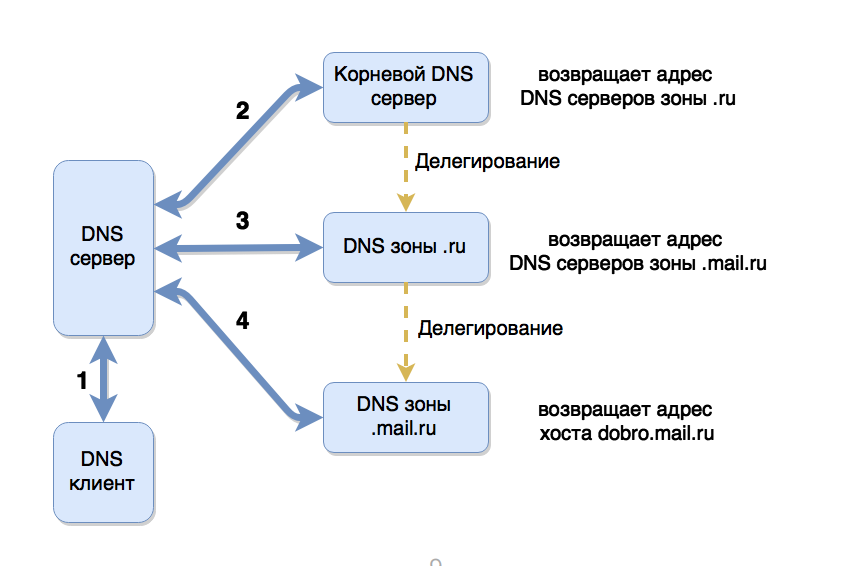 Корневой DNS
сервер
возвращает адрес
DNS серверов зоны .ru
2
Делегирование
DNS
сервер
3
DNS зоны .ru
возвращает адрес
DNS серверов зоны .mail.ru
4
Делегирование
1
DNS зоны
.mail.ru
возвращает адрес
хоста dobro.mail.ru
DNS
клиент